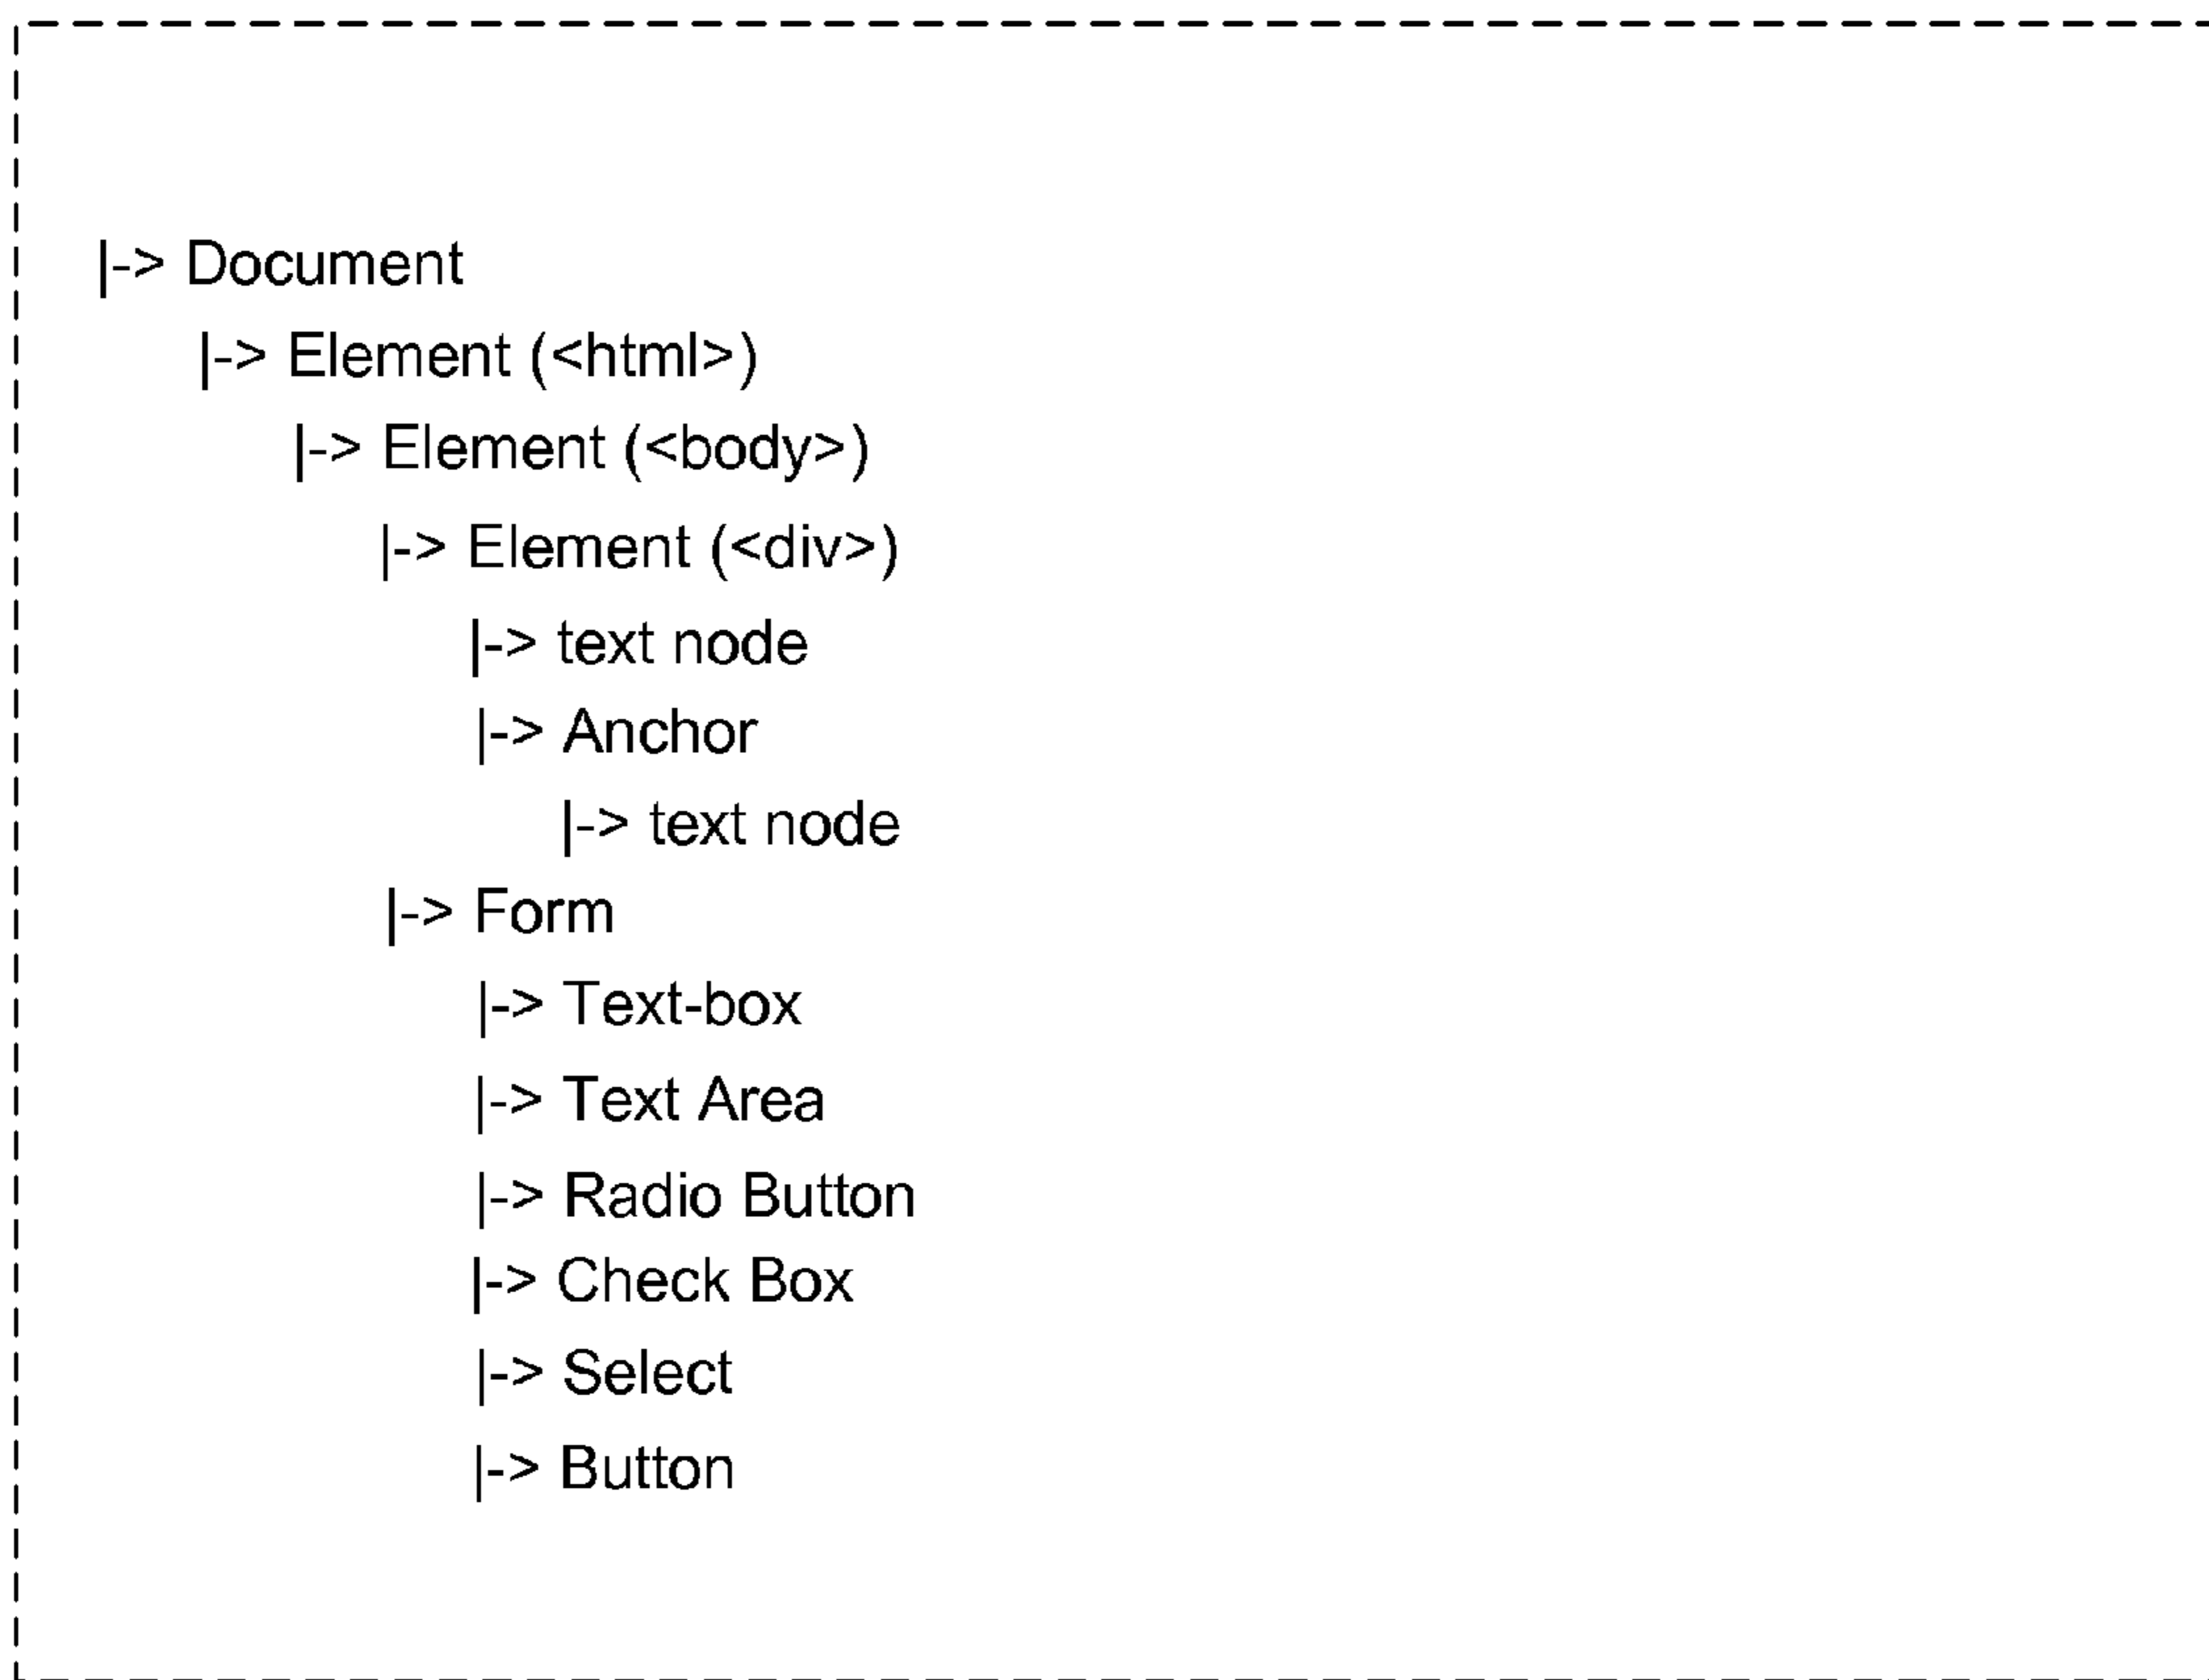 |-> Document
|-> Element (<html>)
|-> Element (<body>)
|-> Element (<div>)
|-> text node
|-> Anchor
|-> text node
|-> Form
|-> Text-box
|-> Text Area
|-> Radio Button
|-> Check Box
|-> Select
|-> Button